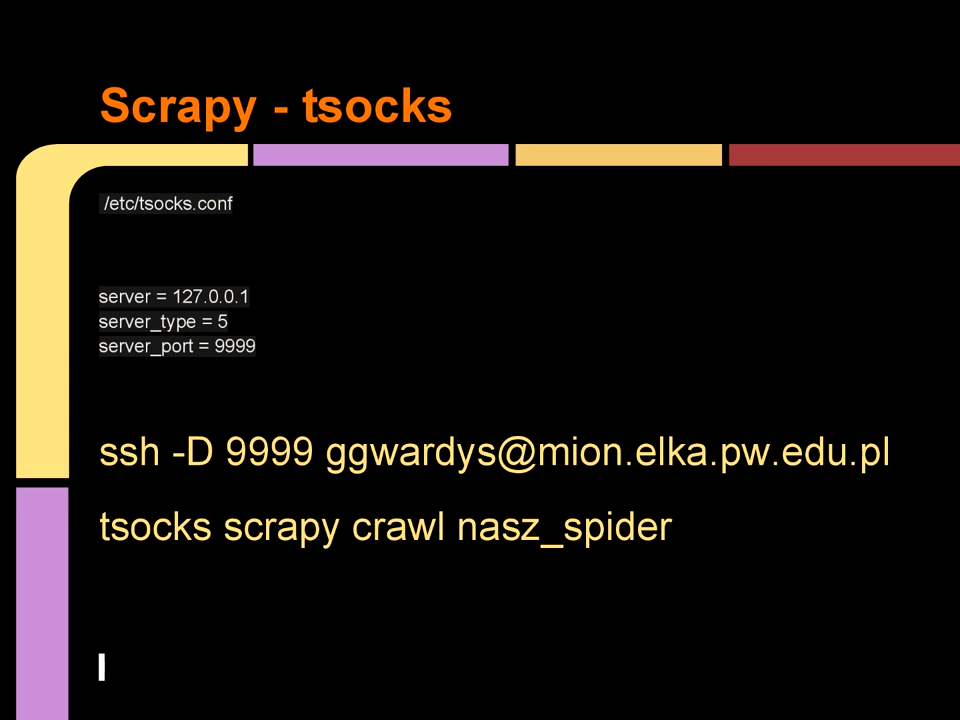 Scrapy - tsocks
/etc/tsocks.conf
server = 127.0.0.1
server_type = 5
server_port = 9999
ssh -D 9999 ggwardys@mion.elka.pw.edu.pl
tsocks scrapy crawl nasz_spider